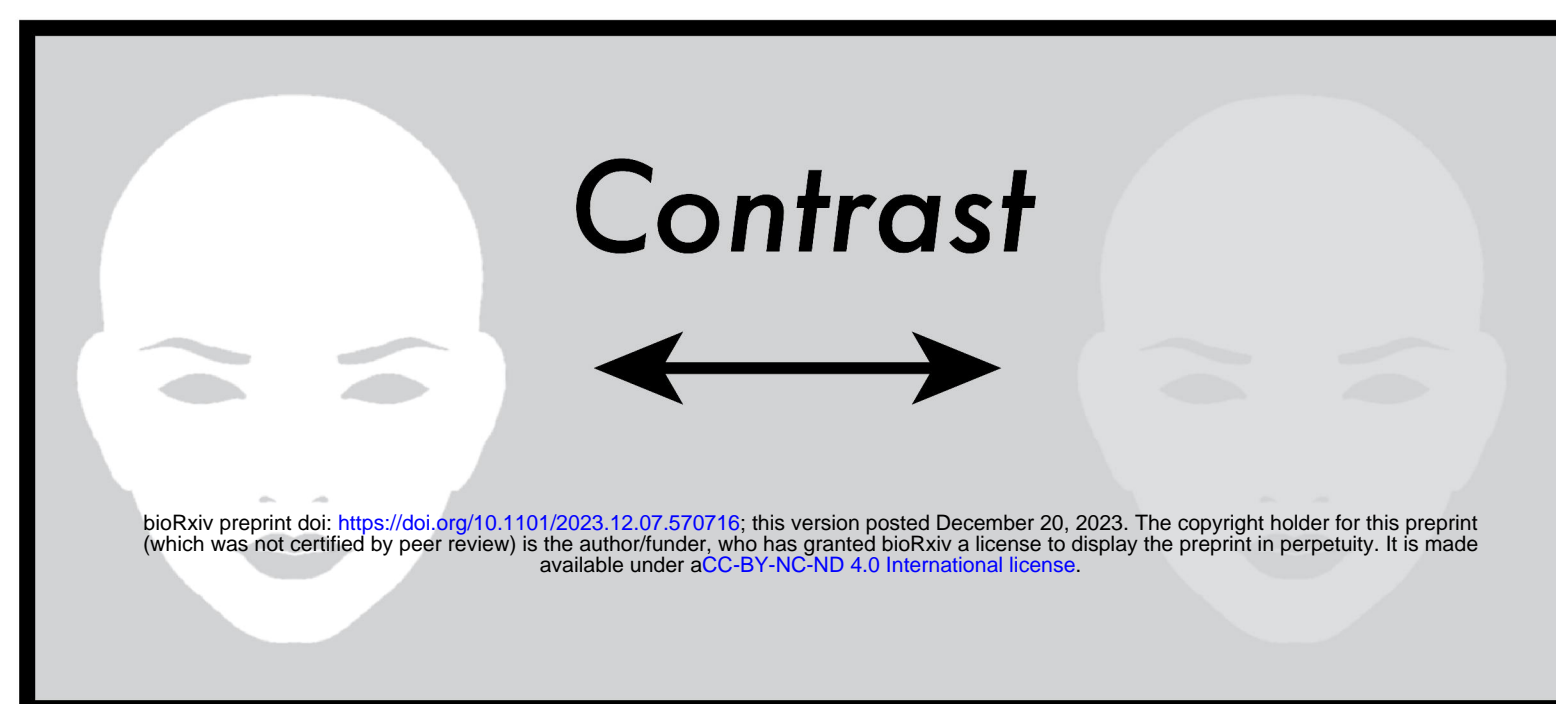 Contrast
bioRxiv preprint doi: https://doi.org/10.1101/2023.12.07.570716; this version posted December 20, 2023. The copyright holder for this preprint
(which was not certified by peer review) is the author/funder, who has granted bioRxiv a license to display the preprint in perpetuity. It is made
available under aCC-BY-NC-ND 4.0 International license.